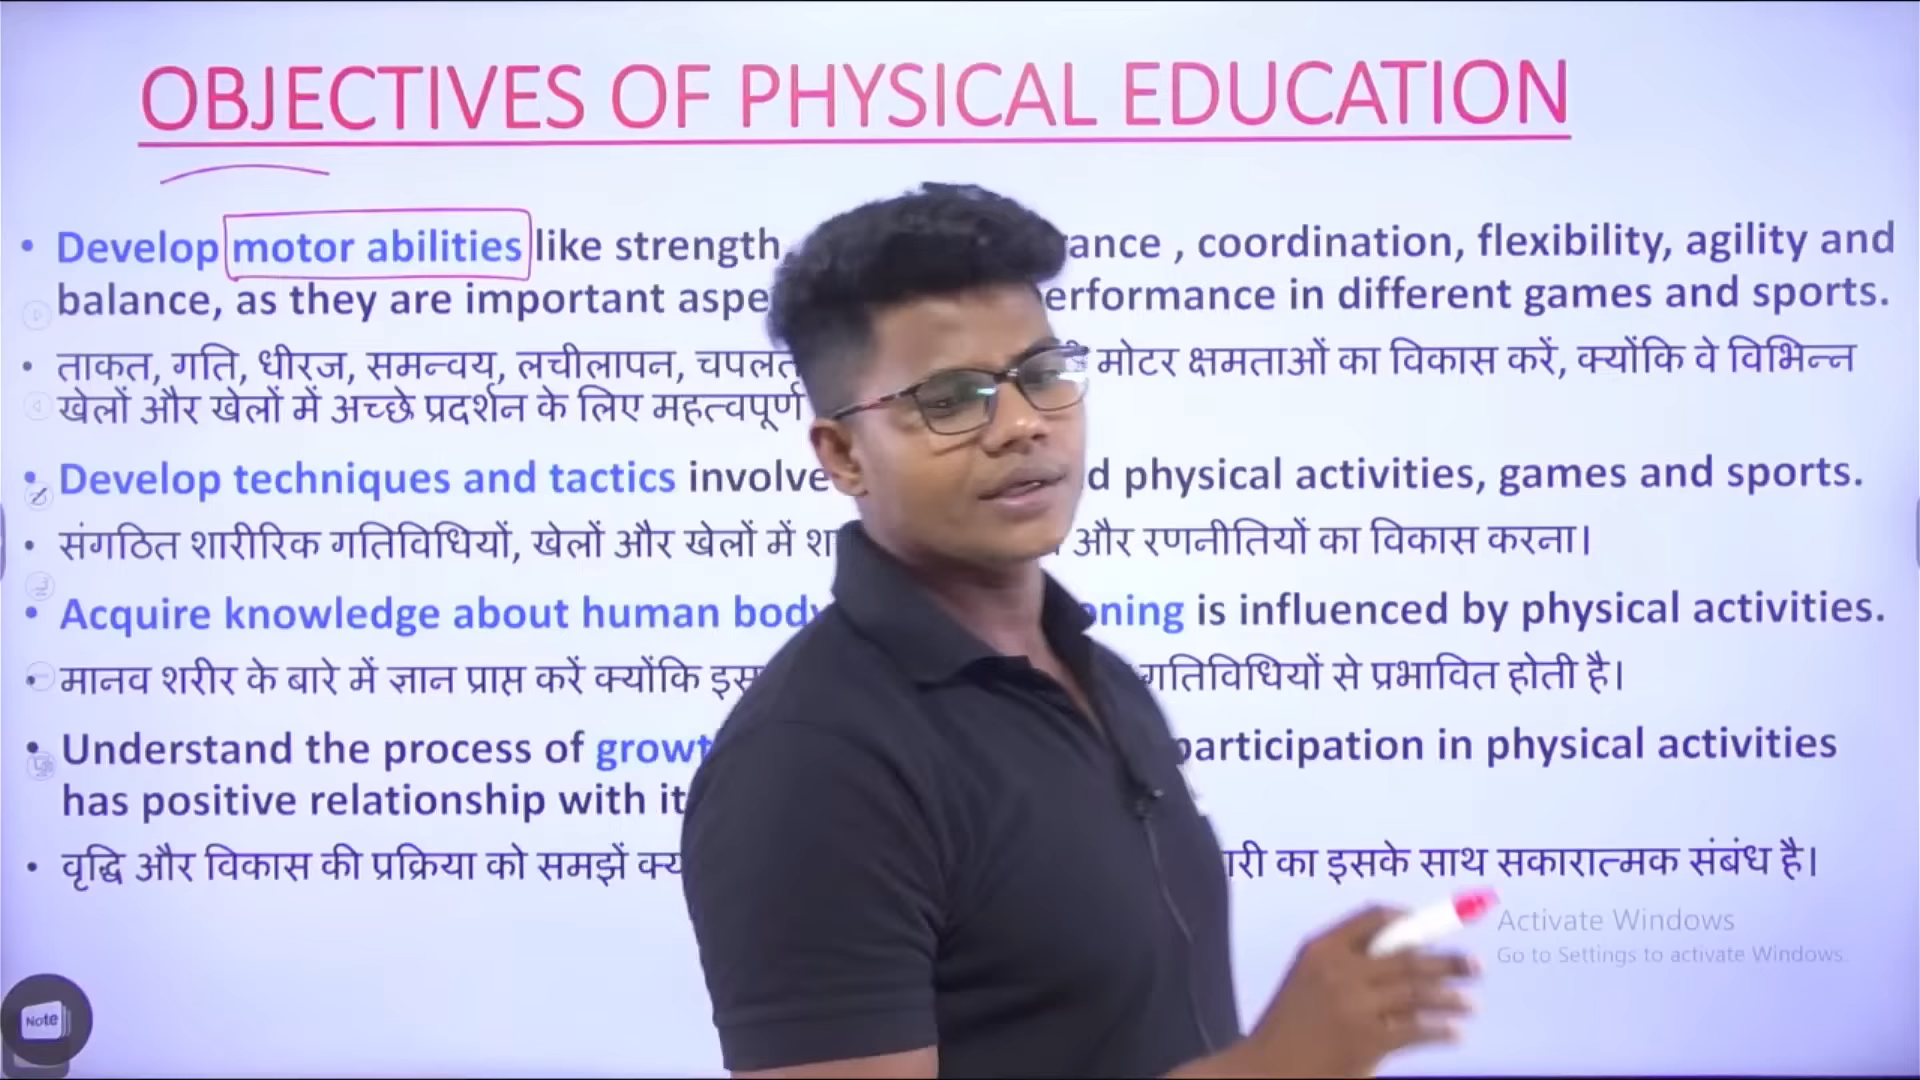 OBJECTIVES OF PHYSICAL EDUCATION
• Develop motor abilities like strength, ance , coordination, flexibility, agility and
balance, as they are important aspe erformance in different games and sports.
• ताकत, गति, धीरज, समन्वय, लचीलापन, चपलत मोटर क्षमताओं का विकास करें, क्योंकि वे विभिन्न
खेलों और खेलों में अच्छे प्रदर्शन के लिए महत्वपूर्ण
• Develop techniques and tactics involve d physical activities, games and sports.
• संगठित शारीरिक गतिविधियों, खेलों और खेलों में शा और रणनीतियों का विकास करना।
• Acquire knowledge about human body oning is influenced by physical activities.
• मानव शरीर के बारे में ज्ञान प्राप्त करें क्योंकि इस गतिविधियों से प्रभावित होती है।
• Understand the process of growt participation in physical activities
has positive relationship with it
• वृद्धि और विकास की प्रक्रिया को समझें क्य ारी का इसके साथ सकारात्मक संबंध है।
Activate Windows
Go to Settings to activate Windows.
Note